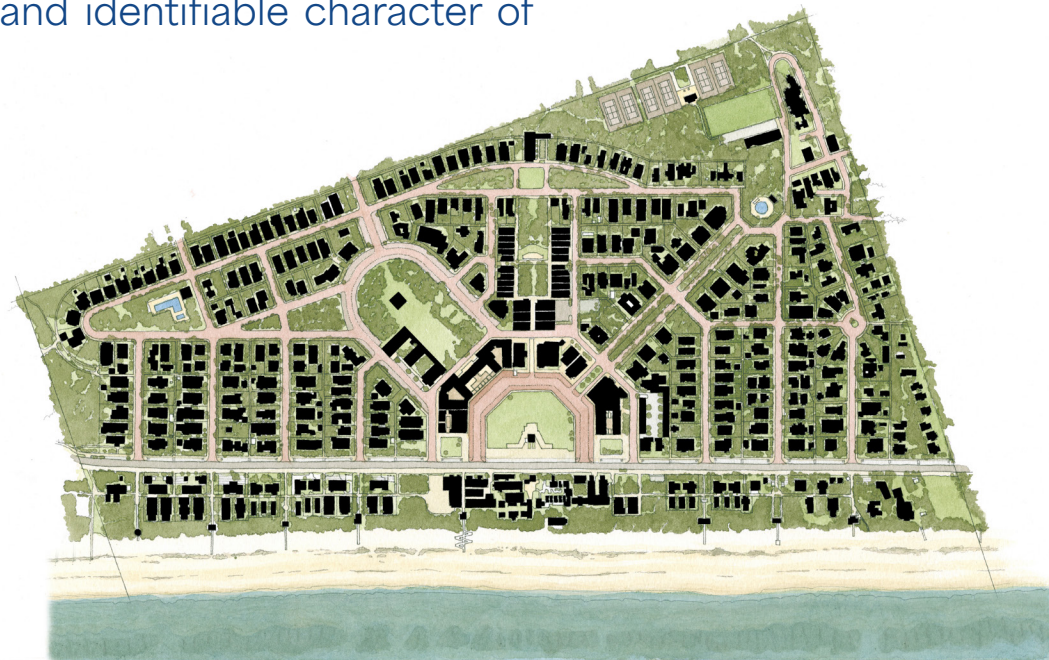 and identifiable character of